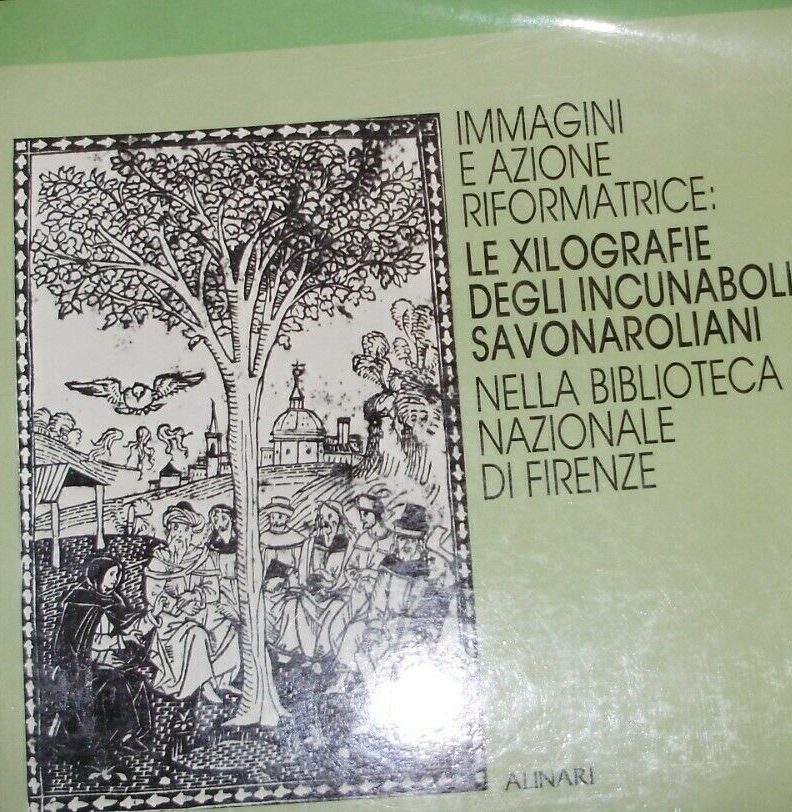 IMMAGINI
E AZIONE
RIFORMATRICE:
LE XILOGRAFIE
DEGLI INCUNABOLI
SAVONAROLIANI
NELLA BIBLIOTECA
NAZIONALE
DI FIRENZE
ALINARI